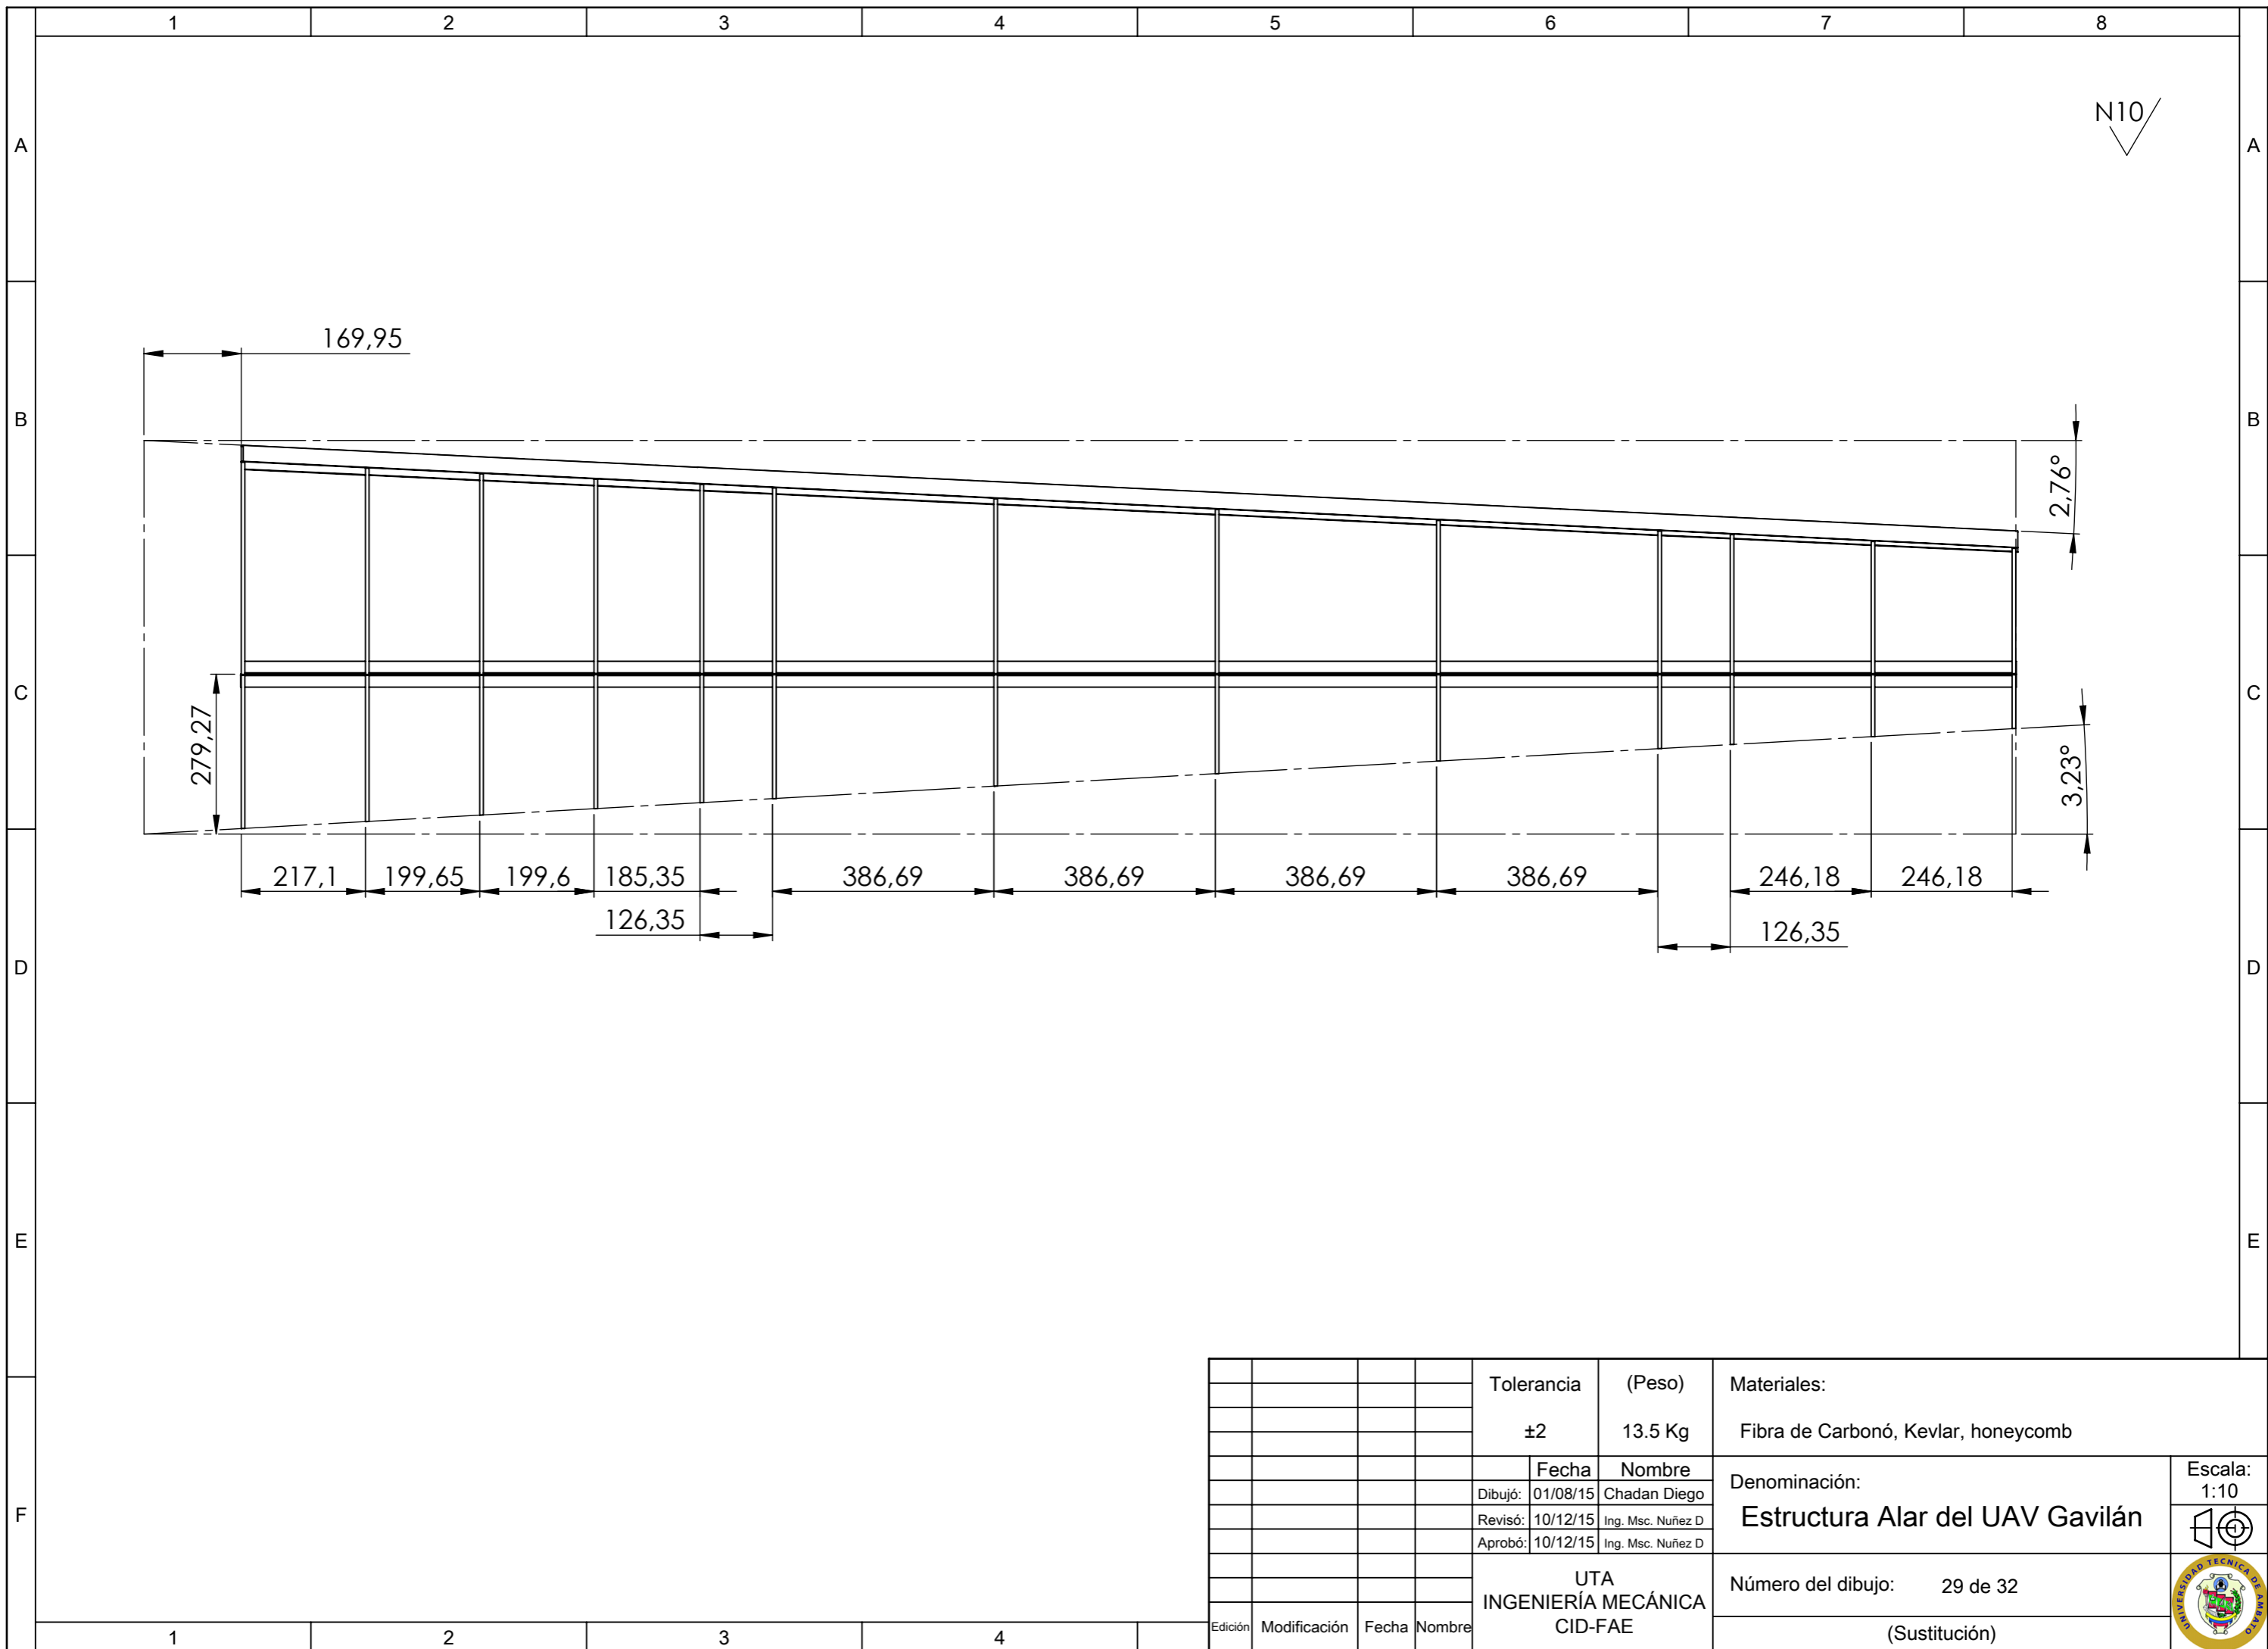 1 2 3 4 5 6 7 8
N10
A A
169,95
B B
2,76°
C C
279,27
3,23°
217,1 199,65 199,6 185,35 386,69 386,69 386,69 386,69 246,18 246,18
126,35 126,35
D D
E E
Tolerancia (Peso) Materiales:
±2 13.5 Kg Fibra de Carbonó, Kevlar, honeycomb
Fecha Nombre Denominación: Escala:
1:10
Dibujó: 01/08/15 Chadan Diego
Revisó: 10/12/15 Ing. Msc. Nuñez D
Aprobó: 10/12/15 Ing. Msc. Nuñez D
Estructura Alar del UAV Gavilán
F
UTA
INGENIERÍA MECÁNICA
CID-FAE
Número del dibujo: 29 de 32
(Sustitución)
Edición Modificación Fecha Nombre
UNIVERSIDAD TECNICA DE AMBATO
1 2 3 4